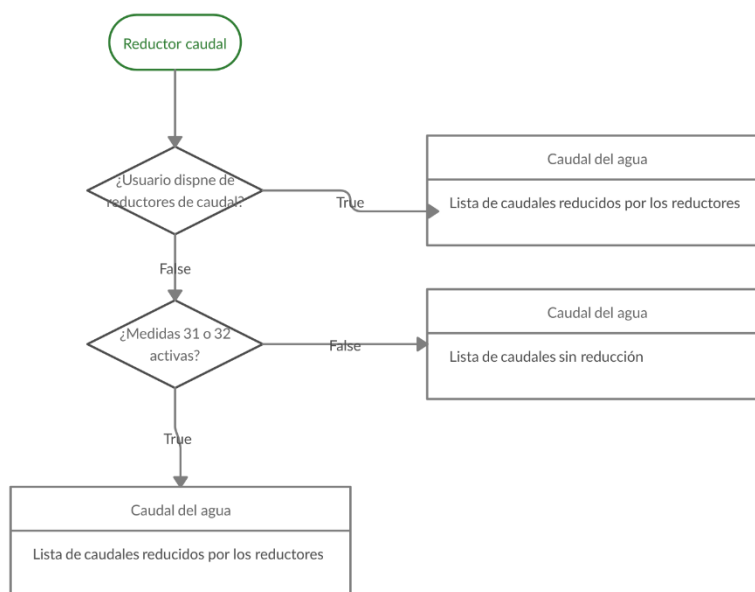 Reductor caudal
¿Usuario dispne de
reductores de caudal?
True
Caudal del agua
Lista de caudales reducidos por los reductores
False
¿Medidas 31 o 32
activas?
False
Caudal del agua
Lista de caudales sin reducción
True
Caudal del agua
Lista de caudales reducidos por los reductores